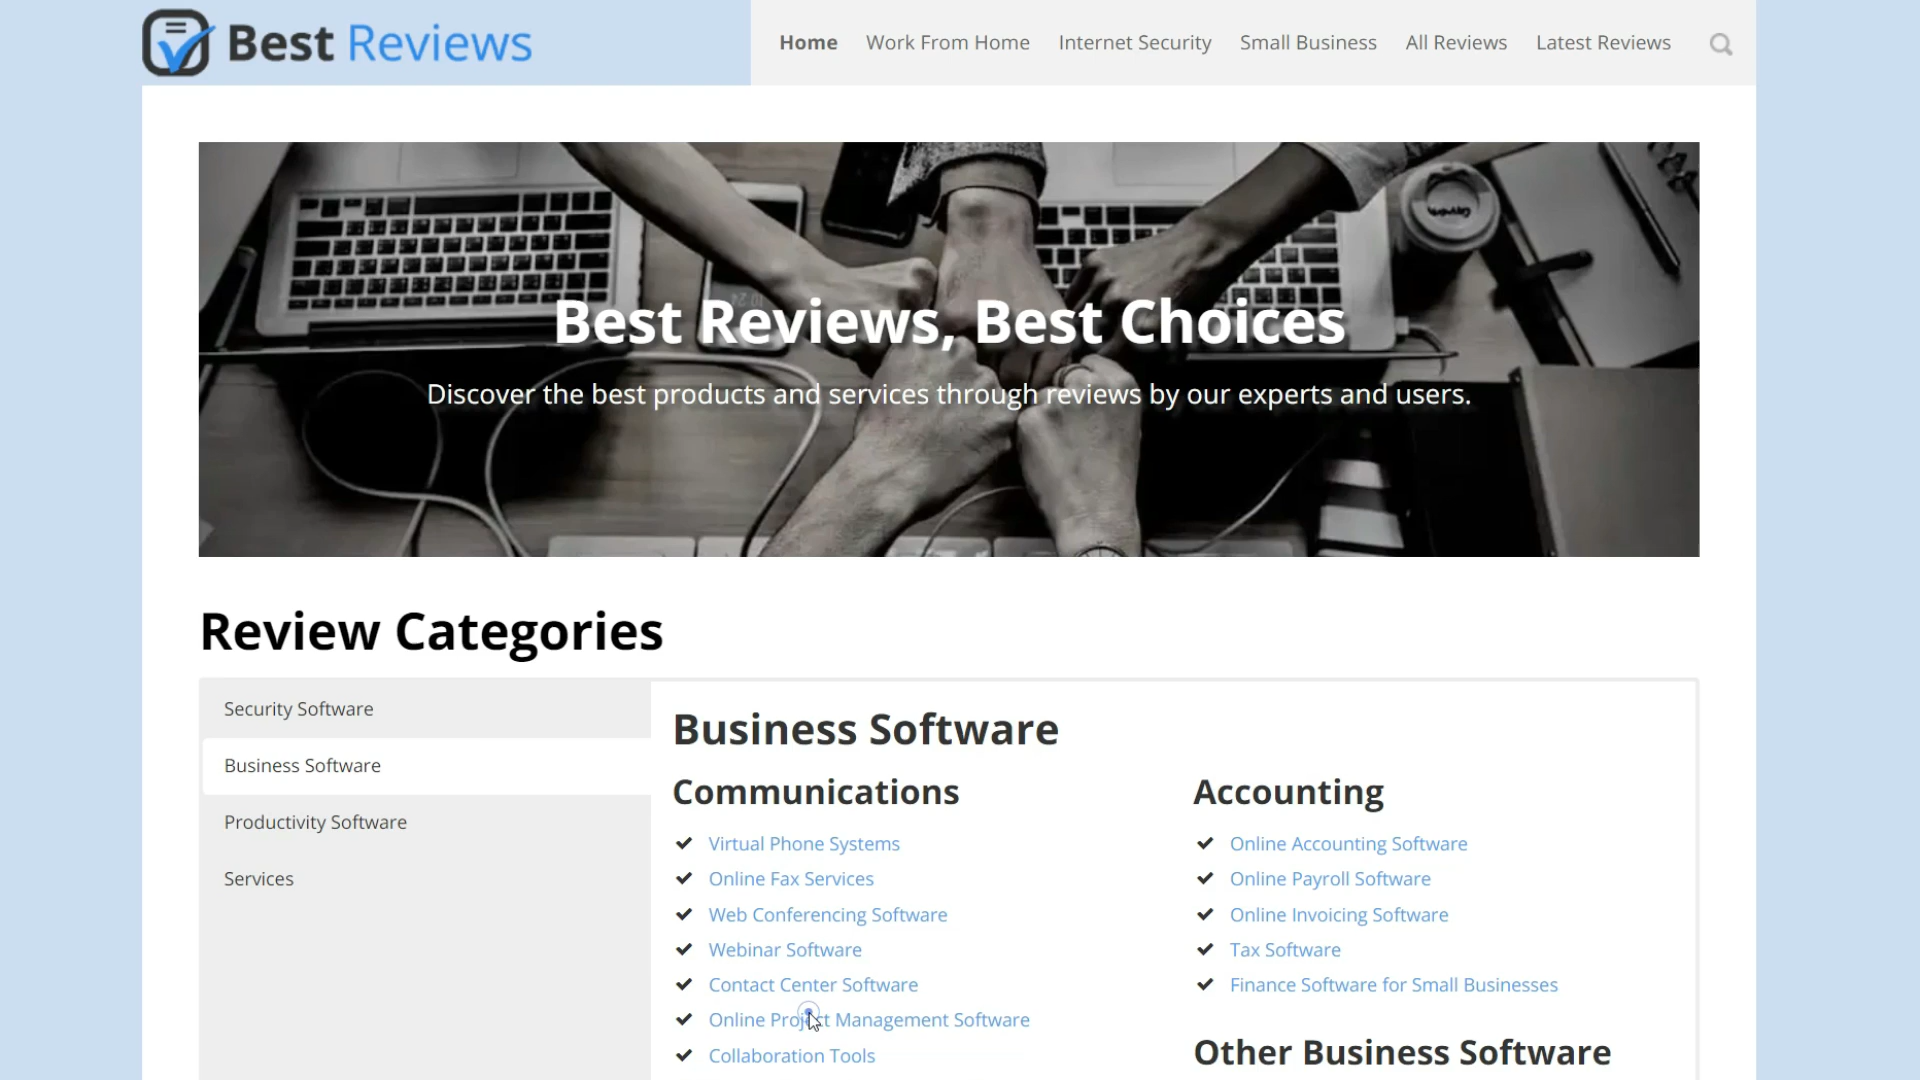 Best Reviews
Home
Work From Home
Internet Security
Small Business
All Reviews
Latest Reviews
Best Reviews, Best Choices
Discover the best products and services through reviews by our experts and users.
Review Categories
Security Software
Business Software
Productivity Software
Services
Business Software
Communications
Virtual Phone Systems
Online Fax Services
Web Conferencing Software
Webinar Software
Contact Center Software
Online Project Management Software
Collaboration Tools
Accounting
Online Accounting Software
Online Payroll Software
Online Invoicing Software
Tax Software
Finance Software for Small Businesses
Other Business Software